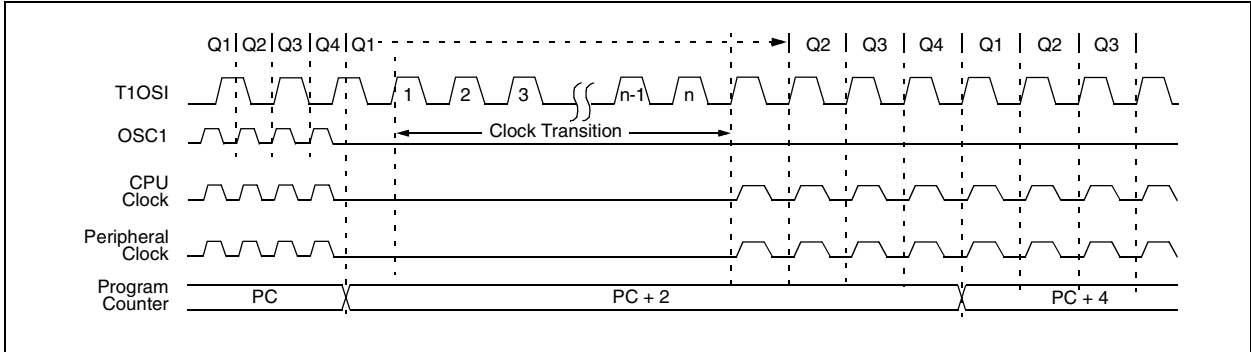 Q1 Q2 Q3 Q4 Q1 Q2 Q3 Q4 Q1 Q2 Q3
T1OSI
1 2 3 n-1 n
OSC1
Clock Transition
CPU
Clock
Peripheral
Clock
Program
Counter
PC PC + 2 PC + 4